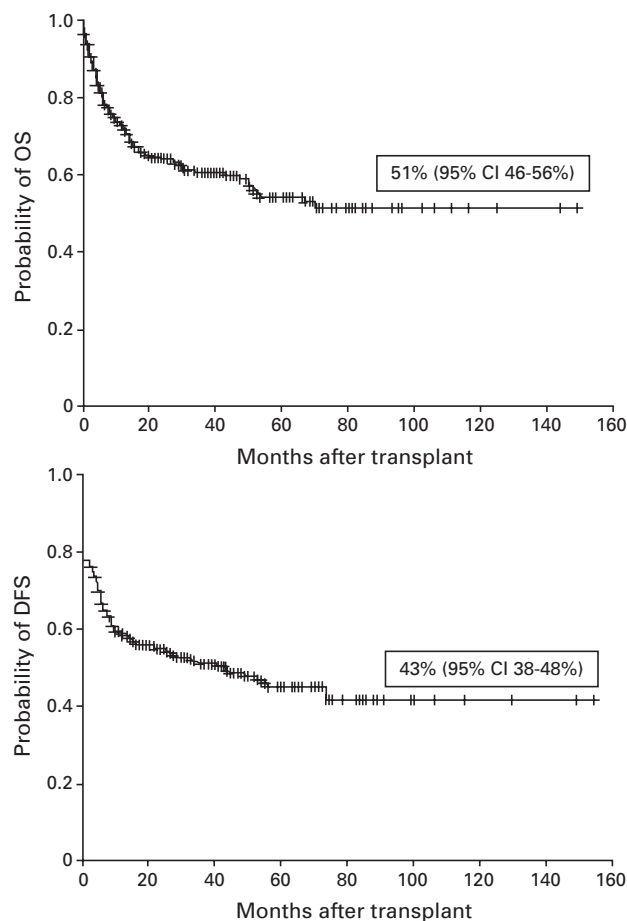 1.0
0.8
0.6
0.4
0.2
0
Probability of OS
51% (95% CI 46-56%)
0 20 40 60 80 100 120 140 160
Months after transplant
1.0
0.8
0.6
0.4
0.2
0
Probability of DFS
43% (95% CI 38-48%)
0 20 40 60 80 100 120 140 160
Months after transplant